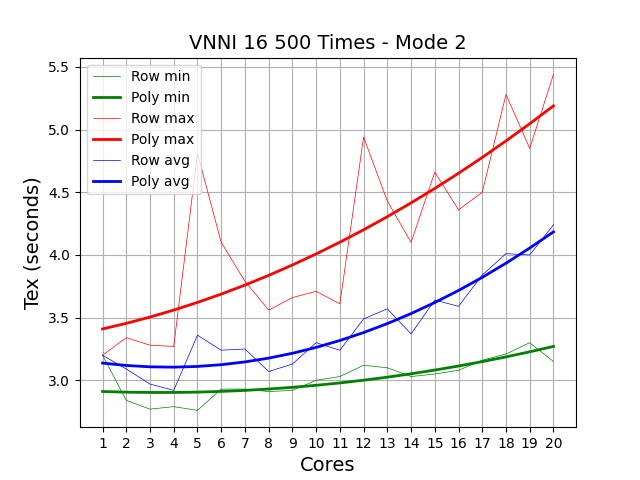 VNNI 16 500 Times - Mode 2
Row min
Poly min
Row max
Poly max
Row avg
Poly avg
5.5
5.0
4.5
4.0
3.5
3.0
Tex (seconds)
1 2 3 4 5 6 7 8 9 10 11 12 13 14 15 16 17 18 19 20
Cores